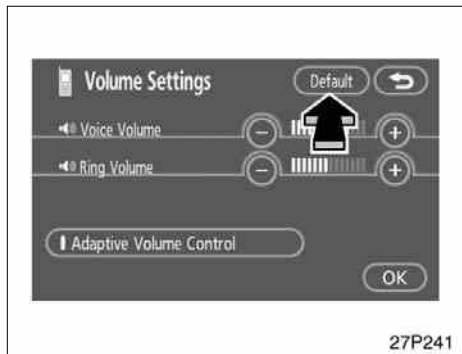 Volume Settings
Default
Voice Volume
Ring Volume
Adaptive Volume Control
OK
27P241